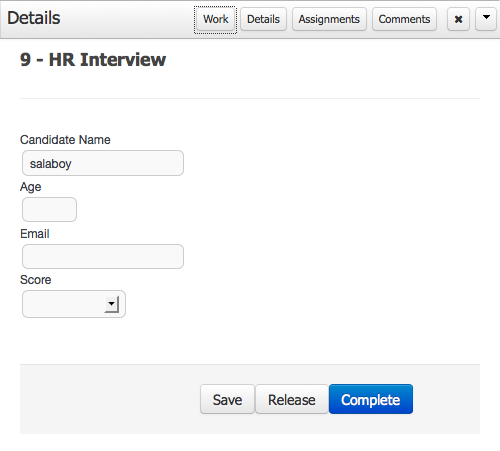 Details Work Details Assignments Comments
9 - HR Interview
Candidate Name
salaboy
Age
Email
Score
Save Release Complete